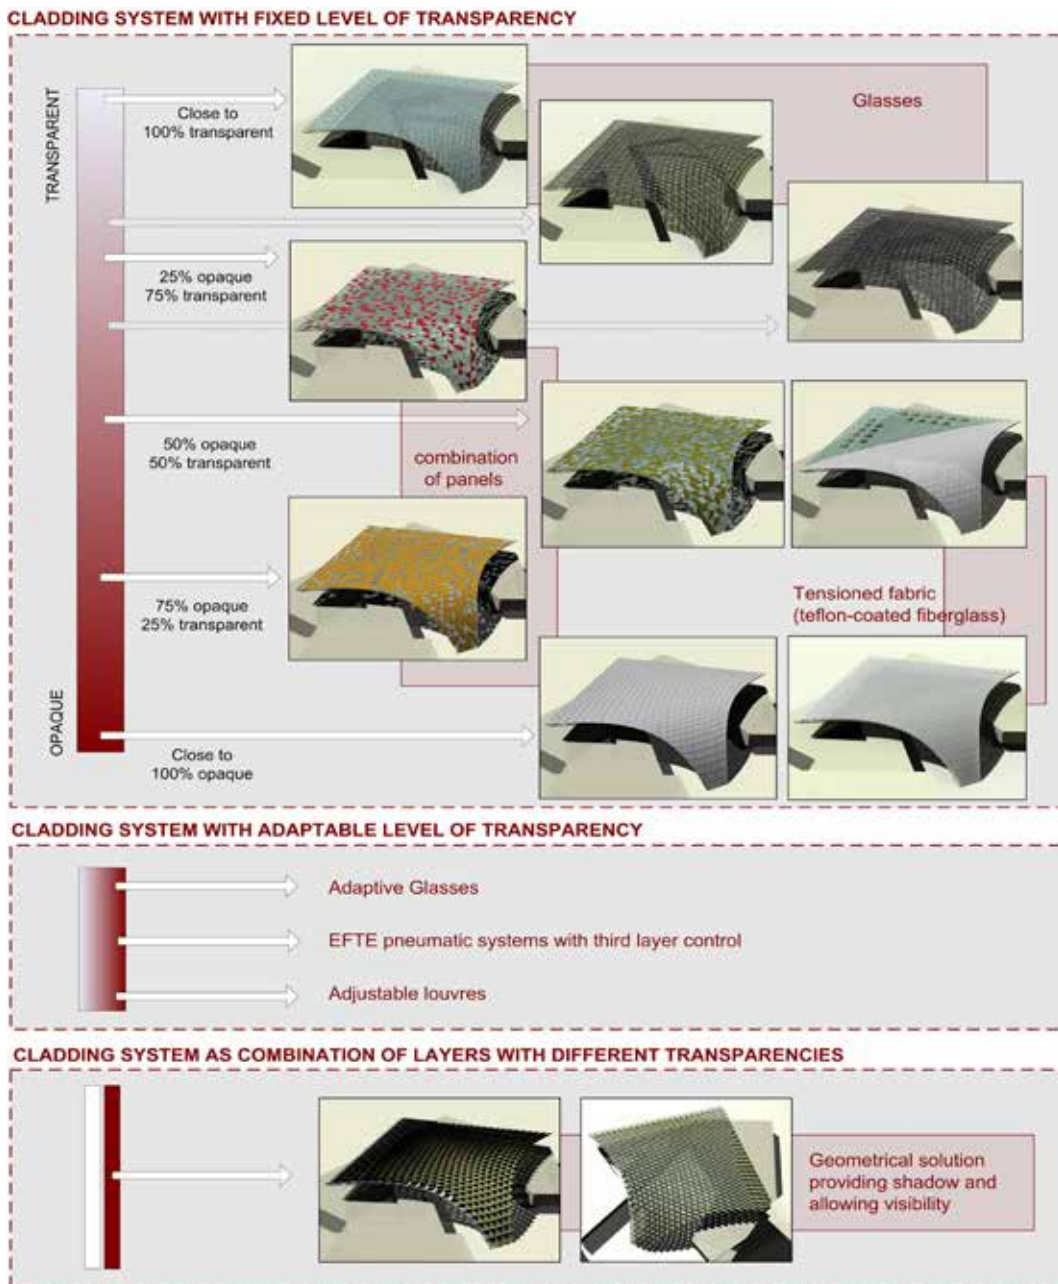 CLADDING SYSTEM WITH FIXED LEVEL OF TRANSPARENCY
TRANSPARENT
Close to
100% transparent
Glasses
25% opaque
75% transparent
50% opaque
50% transparent
combination
of panels
75% opaque
25% transparent
Tensioned fabric
(teflon-coated fiberglass)
OPAQUE
Close to
100% opaque
CLADDING SYSTEM WITH ADAPTABLE LEVEL OF TRANSPARENCY
Adaptive Glasses
EFTE pneumatic systems with third layer control
Adjustable louvres
CLADDING SYSTEM AS COMBINATION OF LAYERS WITH DIFFERENT TRANSPARENCIES
Geometrical solution
providing shadow and
allowing visibility